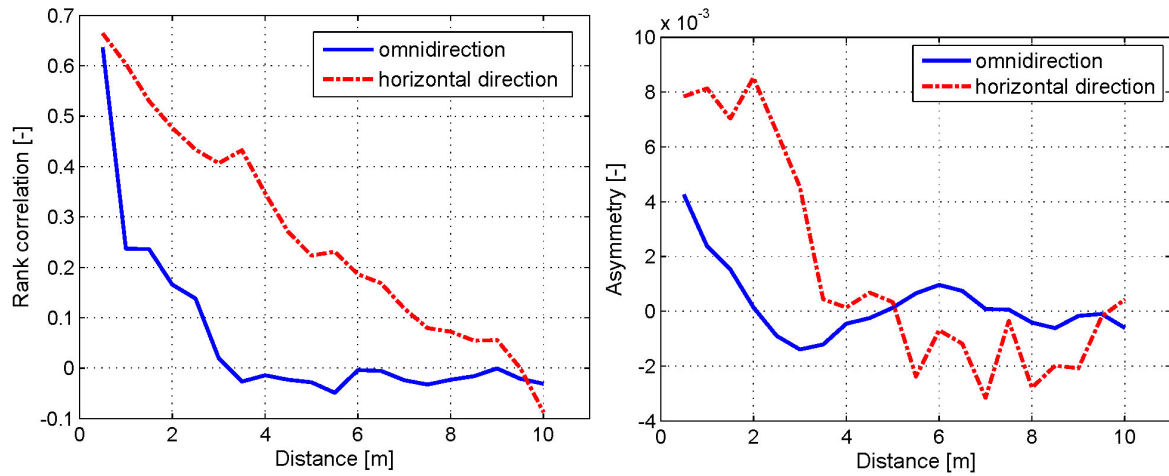 0.7
0.6
0.5
0.4
0.3
0.2
0.1
0
-0.1
Rank correlation [-]
0 2 4 6 8 10
Distance [m]
omnidirection
horizontal direction
x 10⁻³
10
8
6
4
2
0
-2
-4
Asymmetry [-]
0 2 4 6 8 10
Distance [m]
omnidirection
horizontal direction